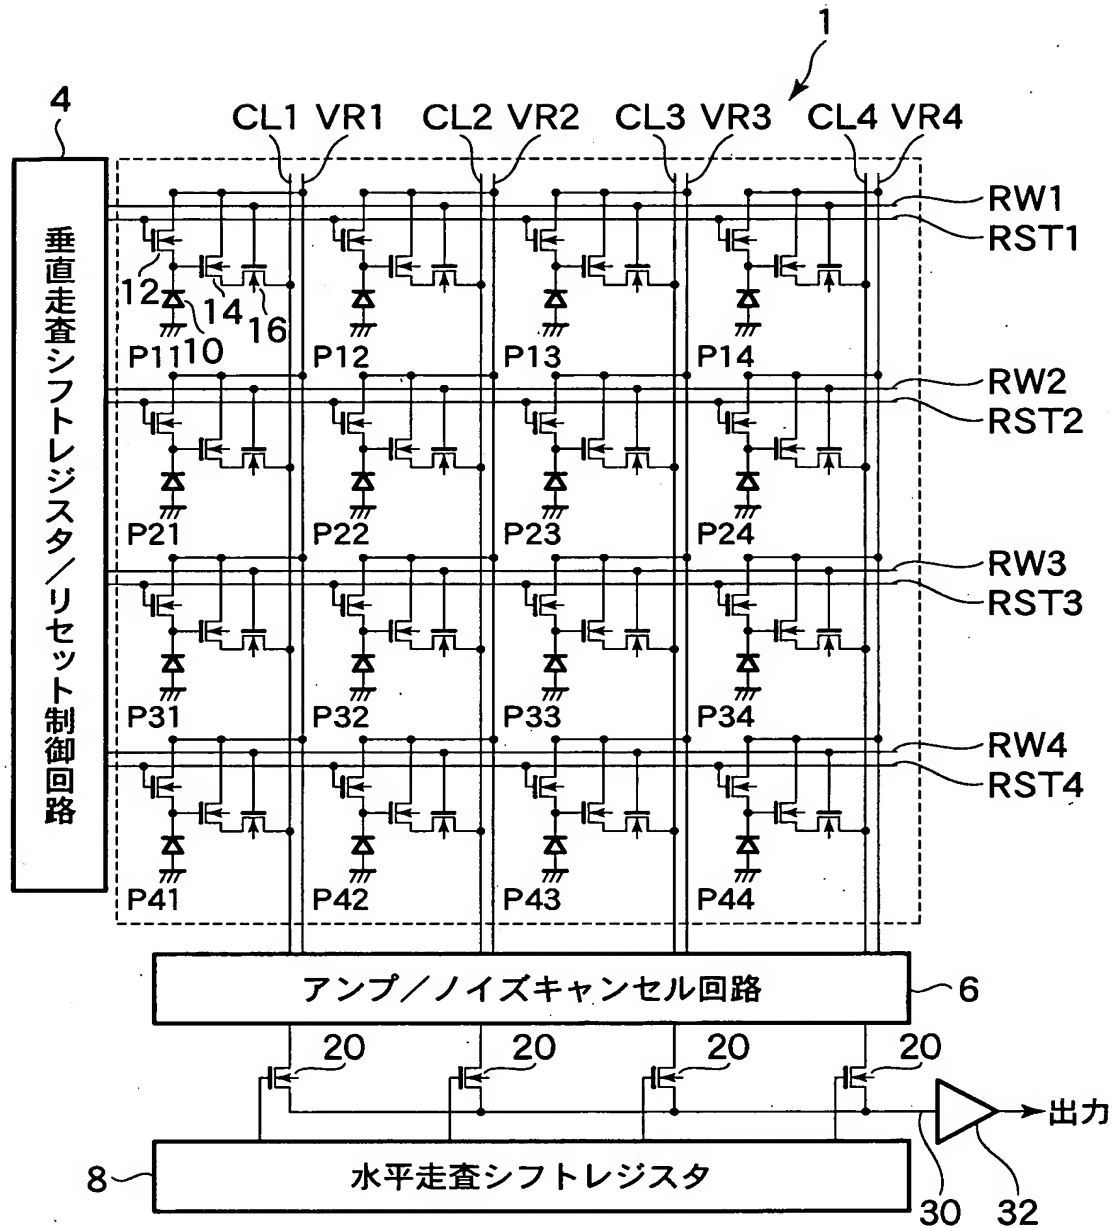 1
4
CL1 VR1 CL2 VR2 CL3 VR3 CL4 VR4
RW1
RST1
12 14 16
10
P11 P12 P13 P14
RW2
RST2
P21 P22 P23 P24
RW3
RST3
P31 P32 P33 P34
RW4
RST4
P41 P42 P43 P44
垂直走査シフトレジスタ/リセット制御回路
アンプ/ノイズキャンセル回路
6
20 20 20 20
出力
8
水平走査シフトレジスタ
30 32